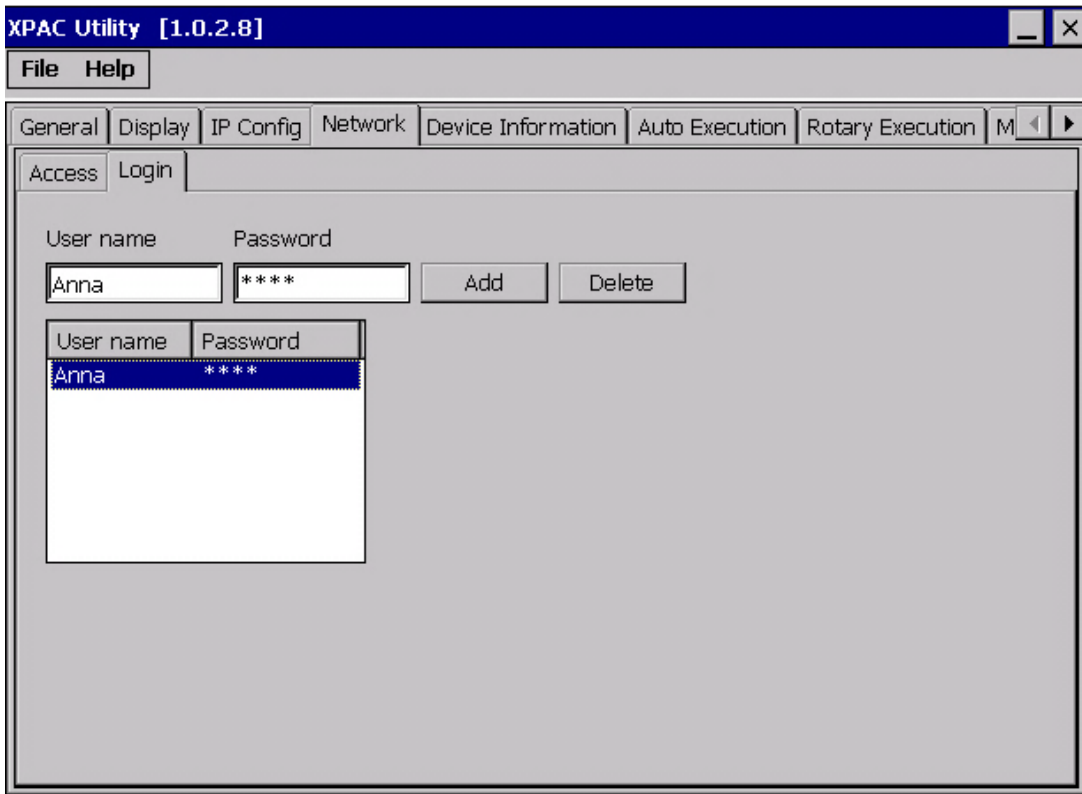 XPAC Utility [1.0.2.8]
File Help
General Display IP Config Network Device Information Auto Execution Rotary Execution M
Access Login
User name Password
Anna **** Add Delete
User name Password
Anna ****